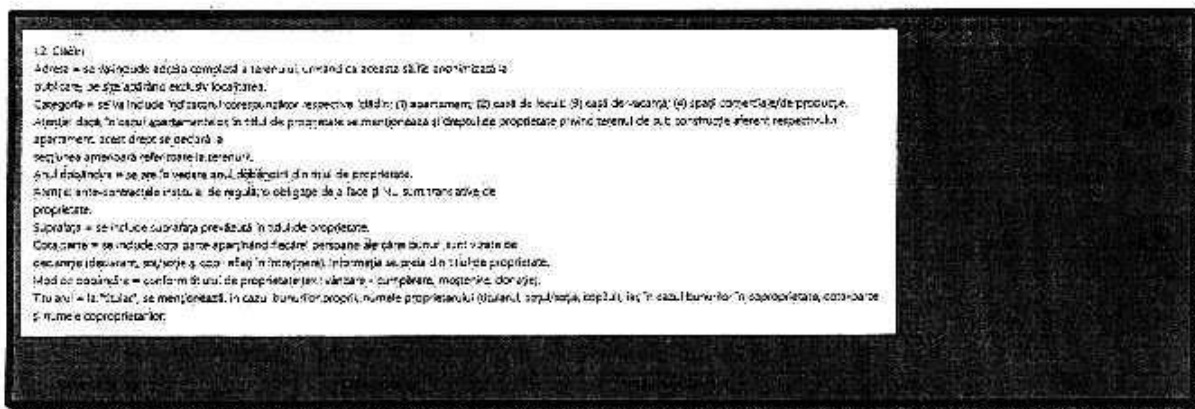 I.2. Clădiri
Adresa = se va include adresa completă a terenului, urmând ca aceasta să fie anonimizată la
publicare, pe site apărând exclusiv localitatea.
Categoria = se va include indicatorul corespunzător respectivei clădiri: (1) apartament; (2) casă de locuit; (3) casă de vacanță; (4) spații comerciale/de producție.
Atenție! dacă, în cazul apartamentelor, în titlul de proprietate se menționează și dreptul de proprietate privind terenul de sub construcție aferent respectivului
apartament, acest drept se declară la
secțiunea anterioară referitoare la terenuri.
Anul dobândirii = se are în vedere anul dobândirii din titlul de proprietate.
Atenție! ante-contractele instituie, de regulă, o obligație de a face și NU sunt translative de
proprietate.
Suprafața = se include suprafața prevăzută în titlul de proprietate.
Cota parte = se include cota parte aparținând fiecărei persoane ale cărei bunuri sunt vizate de
declarație (declarant, soț/soție și copii aflați în întreținere). Informația se preia din titlul de proprietate.
Mod de dobândire = conform titlului de proprietate (ex: vânzare - cumpărare, moștenire, donație).
Titularul = la "titular", se menționează, în cazul bunurilor proprii, numele proprietarului (titularul, soțul/soția, copilul), iar, în cazul bunurilor în coproprietate, cota-parte
și numele coproprietarilor.